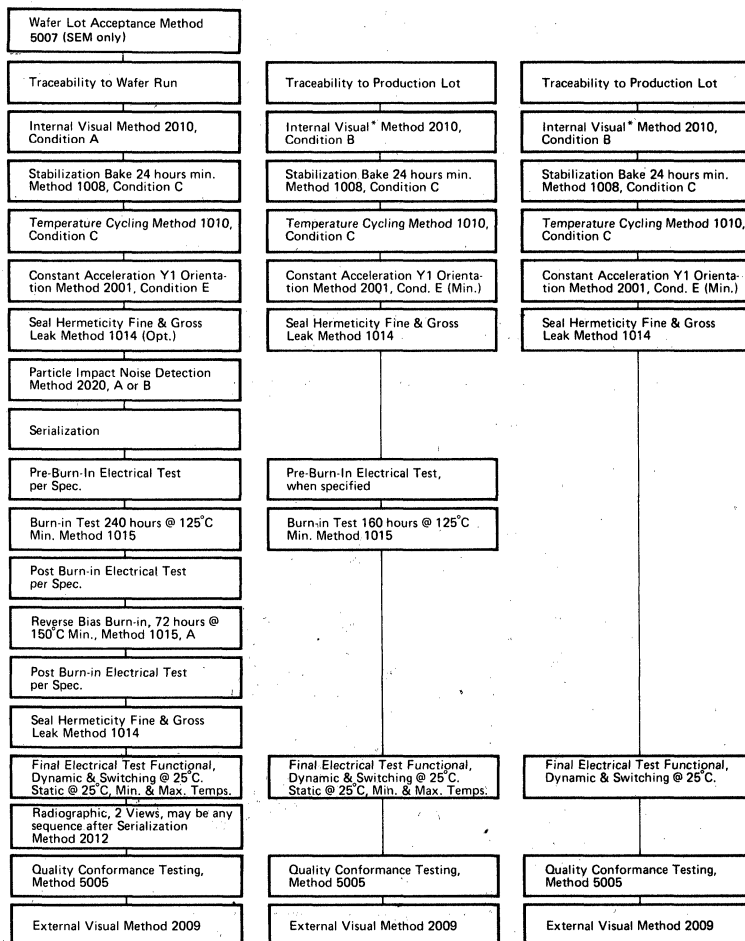 Wafer Lot Acceptance Method
5007 (SEM only)
Traceability to Wafer Run
Internal Visual Method 2010,
Condition A
Stabilization Bake 24 hours min.
Method 1008, Condition C
Temperature Cycling Method 1010,
Condition C
Constant Acceleration Y1 Orienta-
tion Method 2001, Condition E
Seal Hermeticity Fine & Gross
Leak Method 1014 (Opt.)
Particle Impact Noise Detection
Method 2020, A or B
Serialization
Pre-Burn-In Electrical Test
per Spec.
Burn-in Test 240 hours @ 125°C
Min. Method 1015
Post Burn-in Electrical Test
per Spec.
Reverse Bias Burn-in, 72 hours @
150°C Min., Method 1015, A
Post Burn-in Electrical Test
per Spec.
Seal Hermeticity Fine & Gross
Leak Method 1014
Final Electrical Test Functional,
Dynamic & Switching @ 25°C.
Static @ 25°C, Min. & Max. Temps.
Radiographic, 2 Views, may be any
sequence after Serialization
Method 2012
Quality Conformance Testing,
Method 5005
External Visual Method 2009
Traceability to Production Lot
Internal Visual* Method 2010,
Condition B
Stabilization Bake 24 hours min.
Method 1008, Condition C
Temperature Cycling Method 1010,
Condition C
Constant Acceleration Y1 Orienta-
tion Method 2001, Cond. E (Min.)
Seal Hermeticity Fine & Gross
Leak Method 1014
Pre-Burn-In Electrical Test,
when specified
Burn-in Test 160 hours @ 125°C
Min. Method 1015
Final Electrical Test Functional,
Dynamic & Switching @ 25°C.
Static @ 25°C, Min. & Max. Temps.
Quality Conformance Testing,
Method 5005
External Visual Method 2009
Traceability to Production Lot
Internal Visual* Method 2010,
Condition B
Stabilization Bake 24 hours min.
Method 1008, Condition C
Temperature Cycling Method 1010,
Condition C
Constant Acceleration Y1 Orienta-
tion Method 2001, Cond. E (Min.)
Seal Hermeticity Fine & Gross
Leak Method 1014
Final Electrical Test Functional,
Dynamic & Switching @ 25°C.
Quality Conformance Testing,
Method 5005
External Visual Method 2009